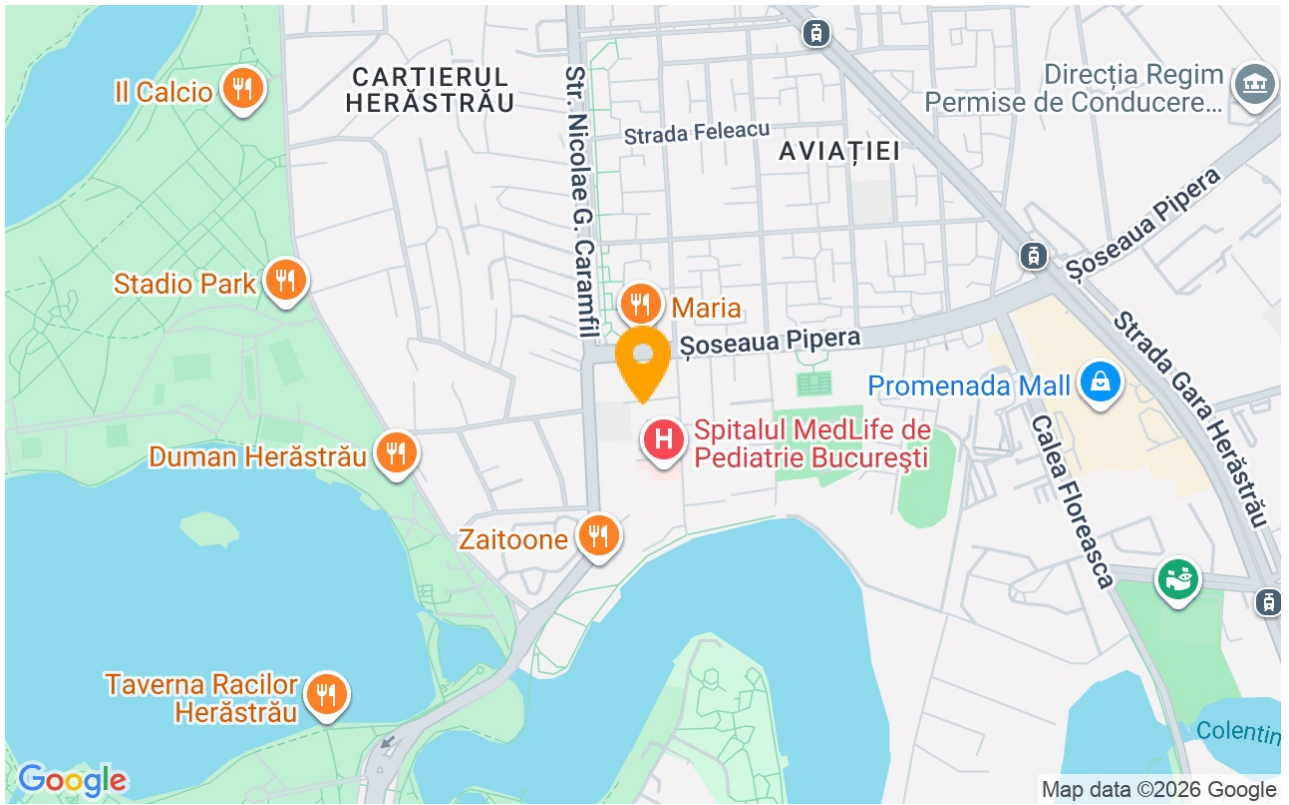 Il Calcio
CARTIERUL
HERĂSTRĂU
Str. Nicolae G. Caramfil
Strada Feleacu
AVIAȚIEI
Direcția Regim
Permise de Conducere...
Șoseaua Pipera
Stadio Park
Maria
Șoseaua Pipera
Promenada Mall
Strada Gara Herăstrău
Duman Herăstrău
Spitalul MedLife de
Pediatrie Bucureşti
Calea Floreasca
Zaitoone
Taverna Racilor
Herăstrău
Colentin
Google
Map data ©2026 Google